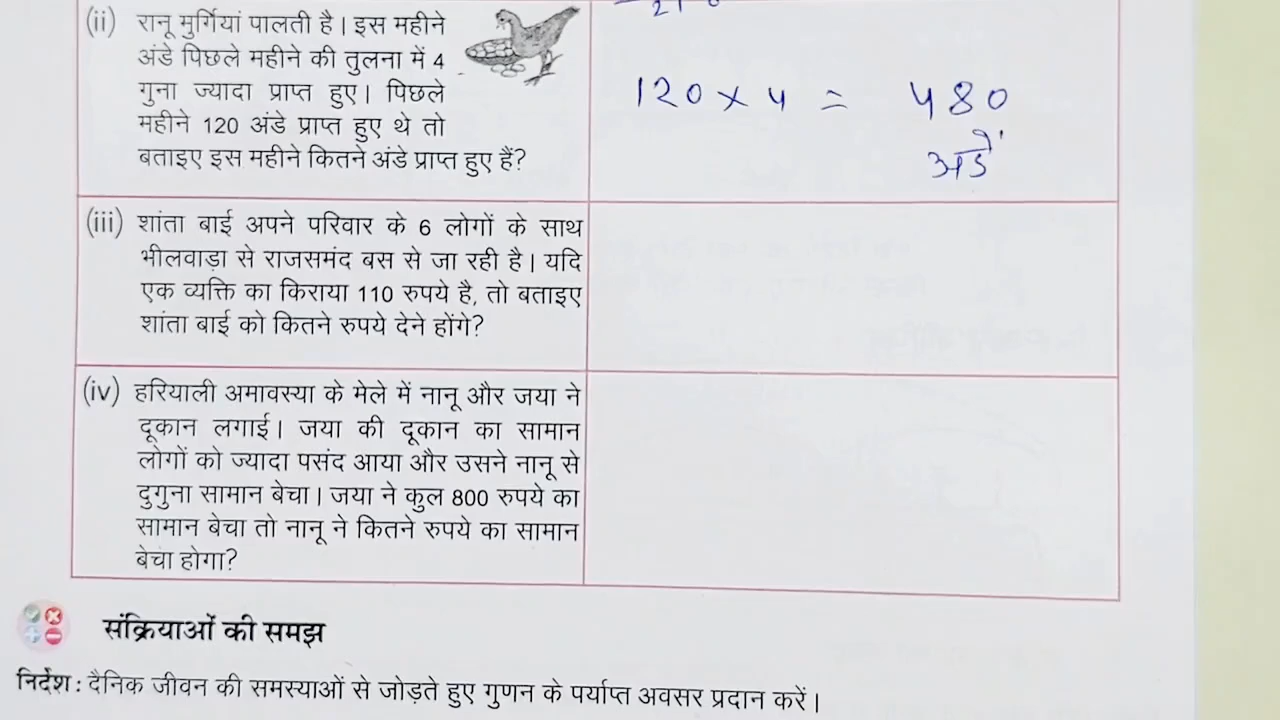 (ii) रानू मुर्गियां पालती है। इस महीने
अंडे पिछले महीने की तुलना में 4
गुना ज्यादा प्राप्त हुए। पिछले
महीने 120 अंडे प्राप्त हुए थे तो
बताइए इस महीने कितने अंडे प्राप्त हुए हैं?
120 × 4 = 480
अंडे
(iii) शांता बाई अपने परिवार के 6 लोगों के साथ
भीलवाड़ा से राजसमंद बस से जा रही है। यदि
एक व्यक्ति का किराया 110 रुपये है, तो बताइए
शांता बाई को कितने रुपये देने होंगे?
(iv) हरियाली अमावस्या के मेले में नानू और जया ने
दूकान लगाई। जया की दूकान का सामान
लोगों को ज्यादा पसंद आया और उसने नानू से
दुगुना सामान बेचा। जया ने कुल 800 रुपये का
सामान बेचा तो नानू ने कितने रुपये का सामान
बेचा होगा?
संक्रियाओं की समझ
निर्देश: दैनिक जीवन की समस्याओं से जोड़ते हुए गुणन के पर्याप्त अवसर प्रदान करें।